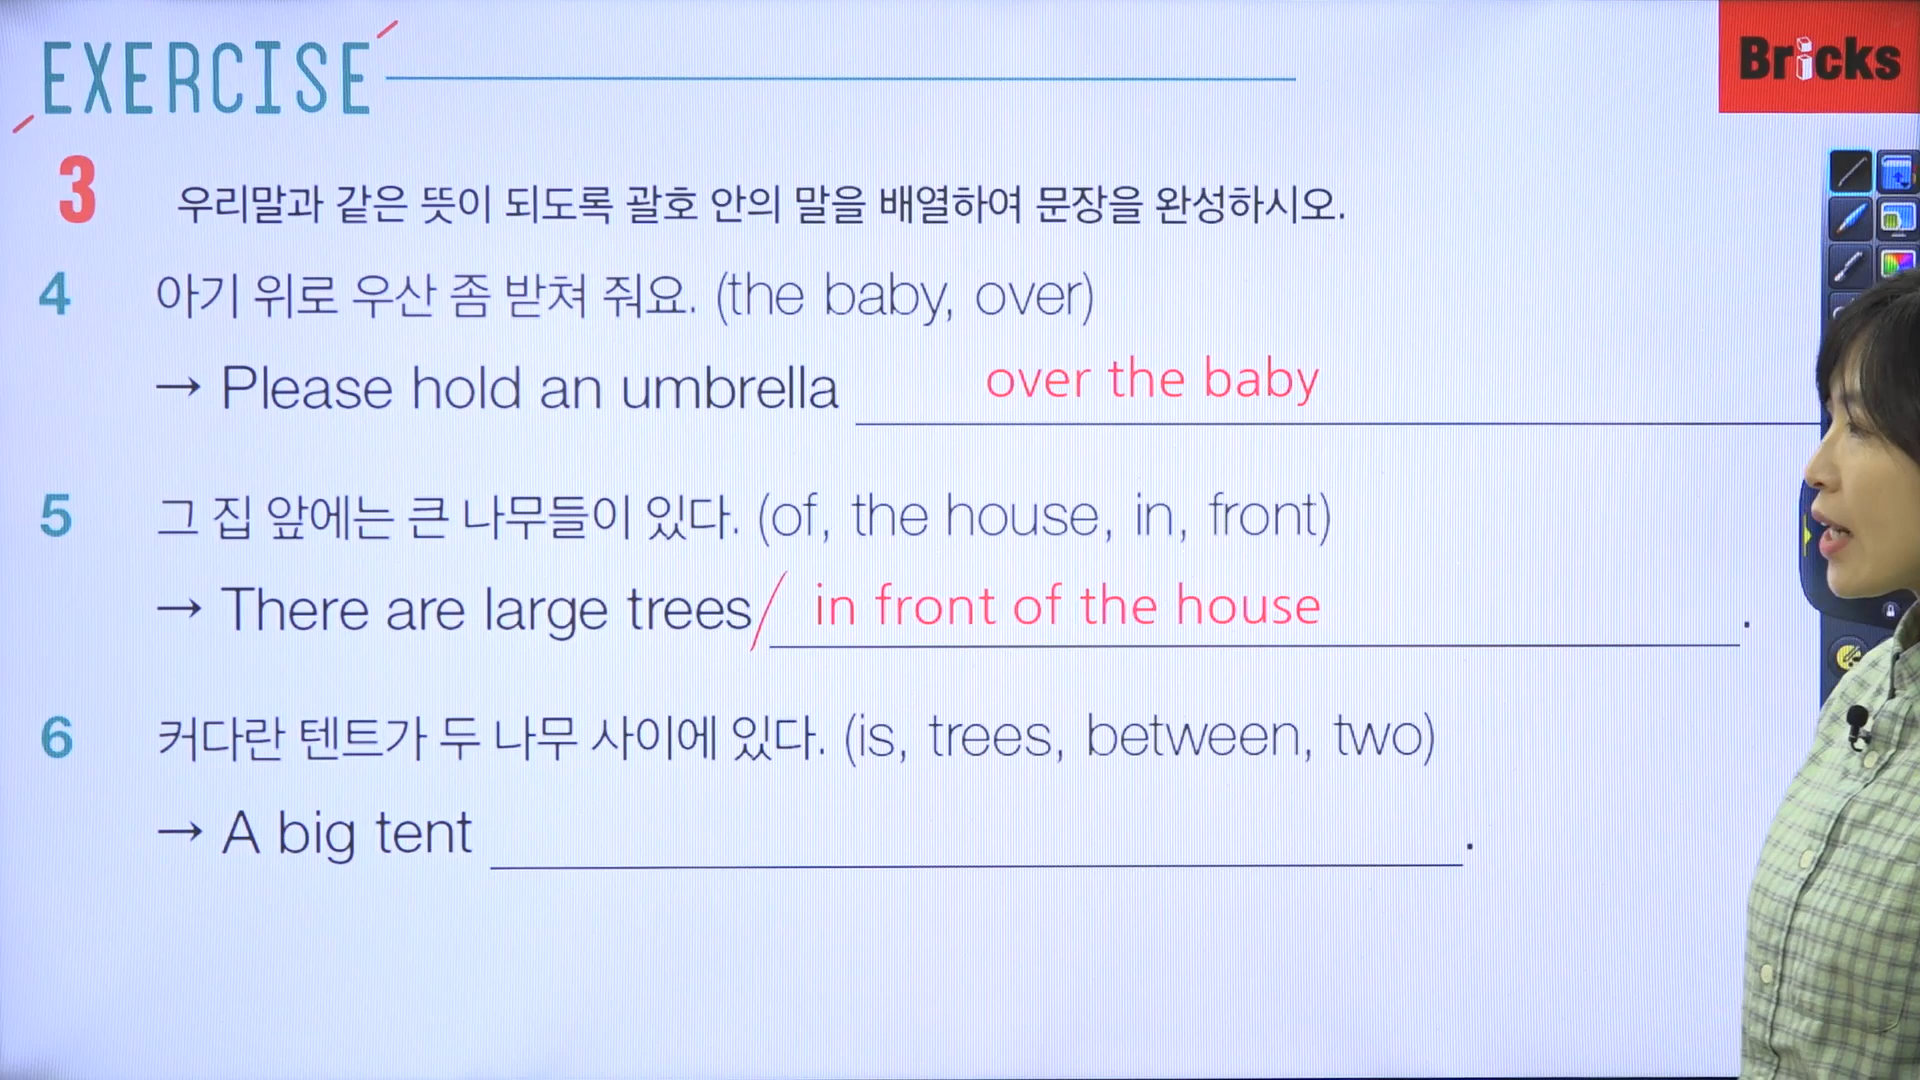 EXERCISE
Bricks
3 우리말과 같은 뜻이 되도록 괄호 안의 말을 배열하여 문장을 완성하시오.
4 아기 위로 우산 좀 받쳐 줘요. (the baby, over)
→ Please hold an umbrella over the baby
5 그 집 앞에는 큰 나무들이 있다. (of, the house, in, front)
→ There are large trees/ in front of the house .
6 커다란 텐트가 두 나무 사이에 있다. (is, trees, between, two)
→ A big tent .